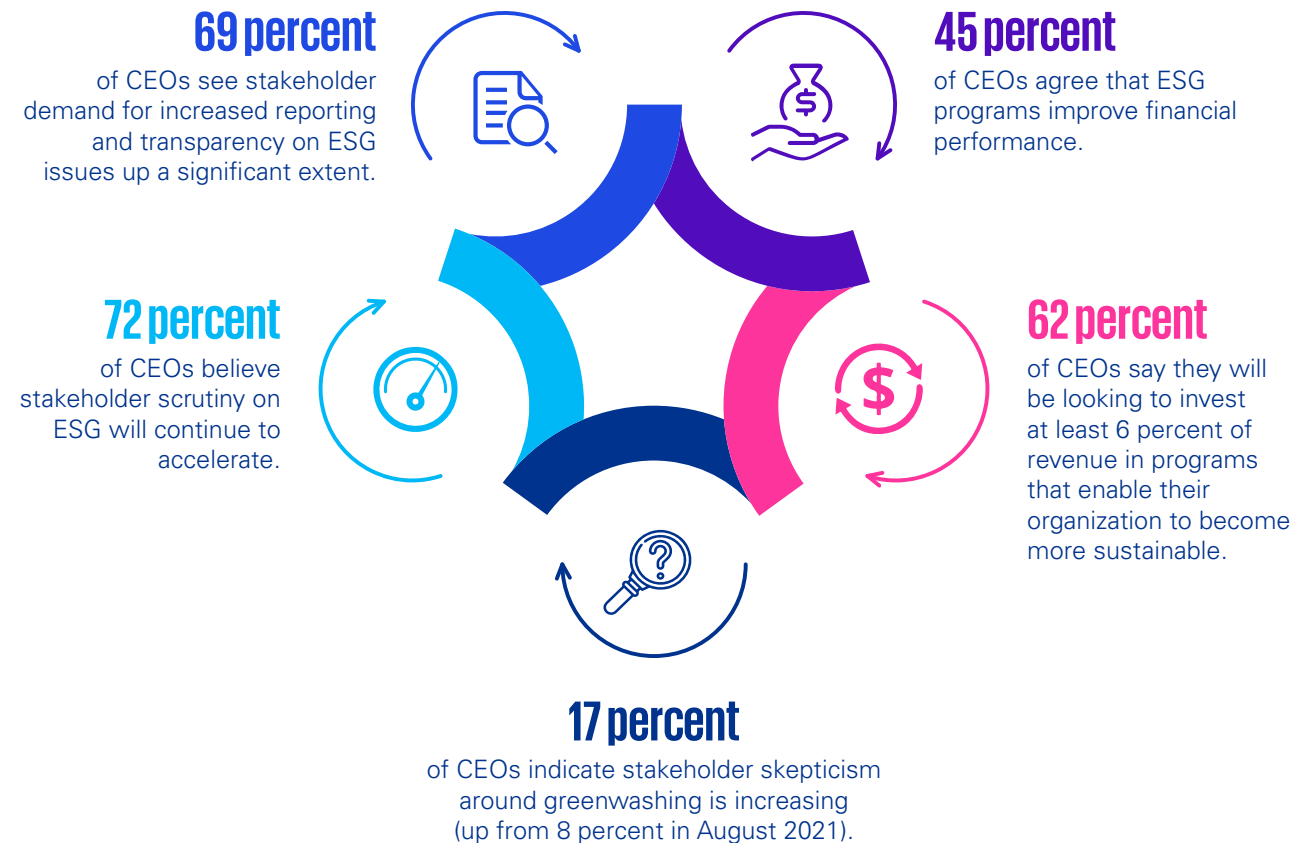 69 percent
of CEOs see stakeholder
demand for increased reporting
and transparency on ESG
issues up a significant extent.
45 percent
of CEOs agree that ESG
programs improve financial
performance.
72 percent
of CEOs believe
stakeholder scrutiny on
ESG will continue to
accelerate.
62 percent
of CEOs say they will
be looking to invest
at least 6 percent of
revenue in programs
that enable their
organization to become
more sustainable.
$
$
?
17 percent
of CEOs indicate stakeholder skepticism
around greenwashing is increasing
(up from 8 percent in August 2021).